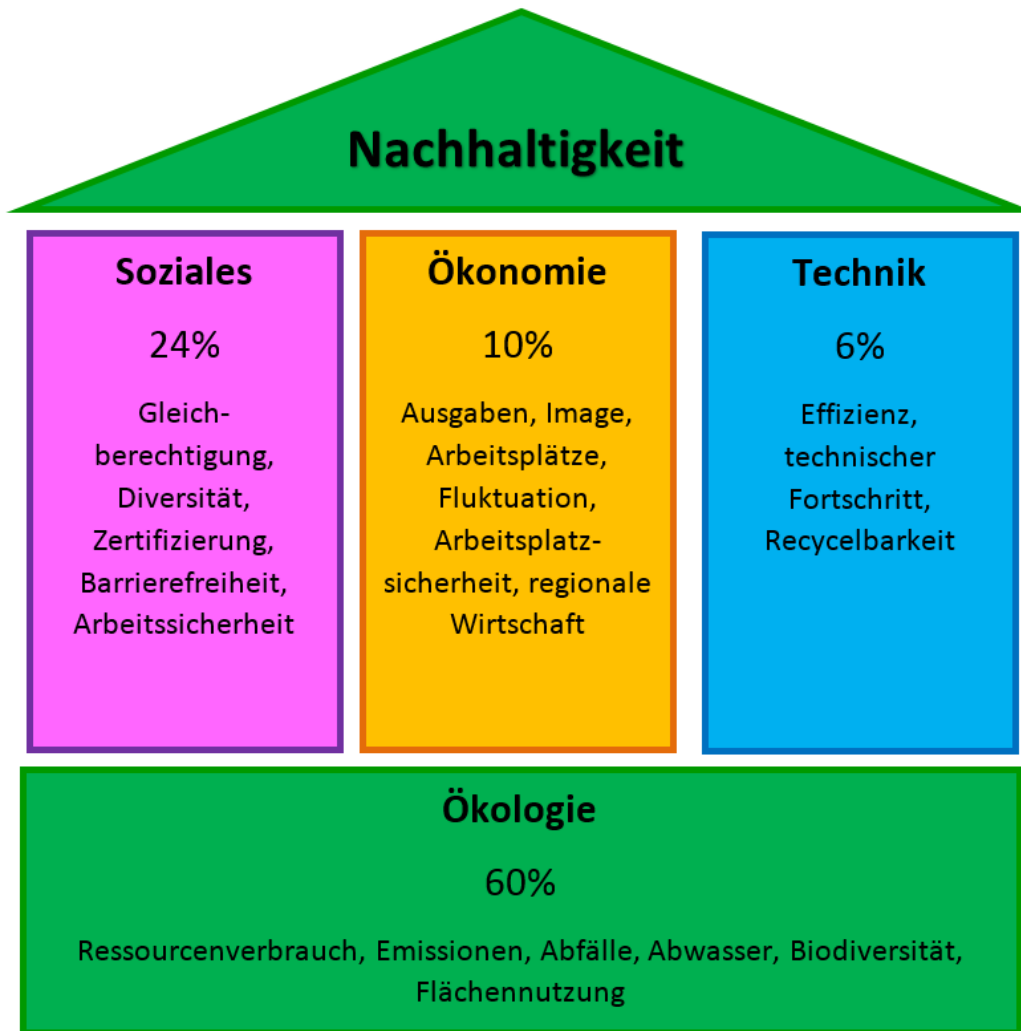 Nachhaltigkeit
Soziales
24%
Gleich-
berechtigung,
Diversität,
Zertifizierung,
Barrierefreiheit,
Arbeitssicherheit
Ökonomie
10%
Ausgaben, Image,
Arbeitsplätze,
Fluktuation,
Arbeitsplatz-
sicherheit, regionale
Wirtschaft
Technik
6%
Effizienz,
technischer
Fortschritt,
Recycelbarkeit
Ökologie
60%
Ressourcenverbrauch, Emissionen, Abfälle, Abwasser, Biodiversität,
Flächennutzung